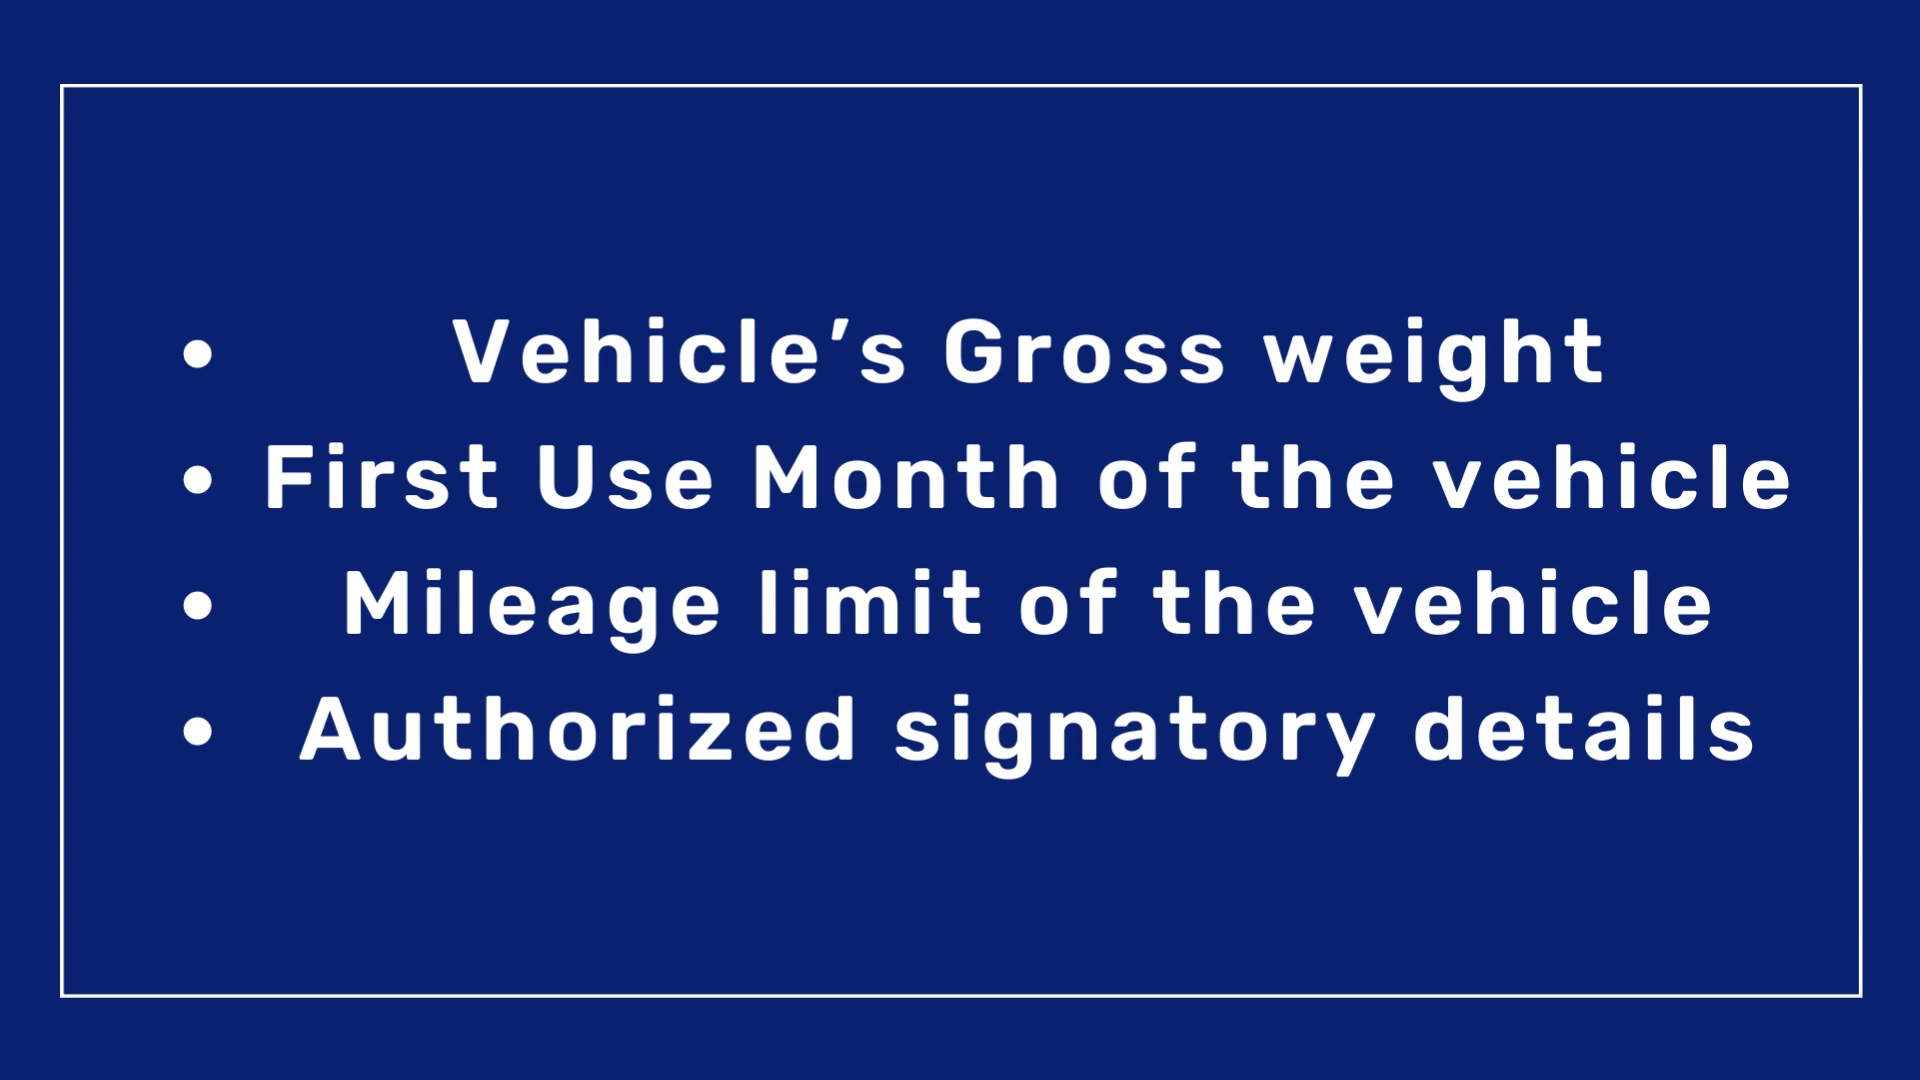 • Vehicle’s Gross weight
• First Use Month of the vehicle
• Mileage limit of the vehicle
• Authorized signatory details